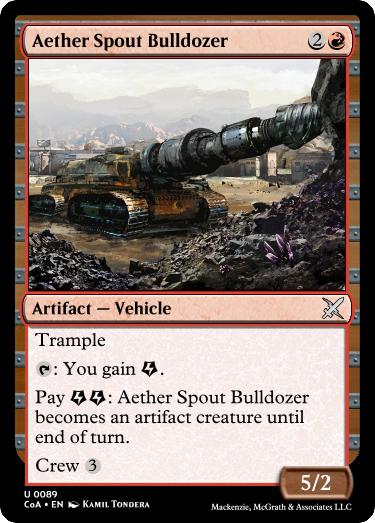 Aether Spout Bulldozer 2
Artifact — Vehicle
Trample
: You gain .
Pay : Aether Spout Bulldozer
becomes an artifact creature until
end of turn.
Crew 3
5/2
U 0089
CoA • EN KAMIL TONDERA
Mackenzie, McGrath & Associates LLC